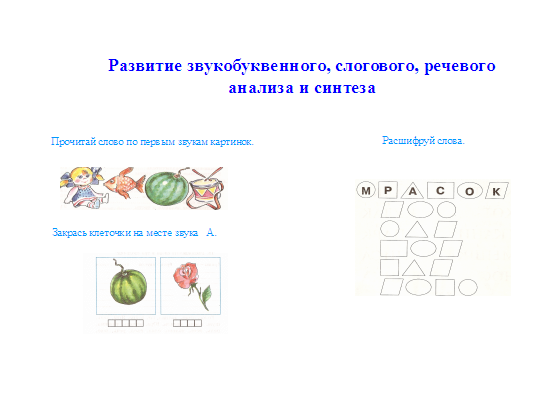 Развитие звукобуквенного, слогового, речевого
анализа и синтеза
Прочитай слово по первым звукам картинок.
Расшифруй слова.
М Р А С О К
Закрась клеточки на месте звука А.